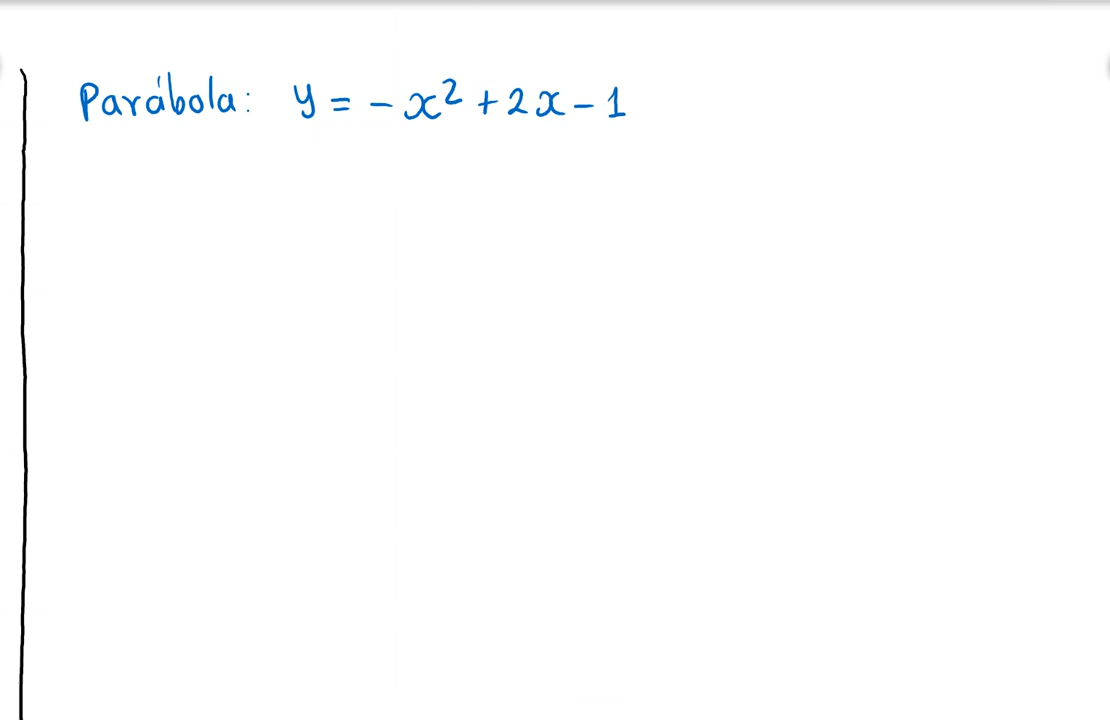 Parábola: y = -x² + 2x - 1